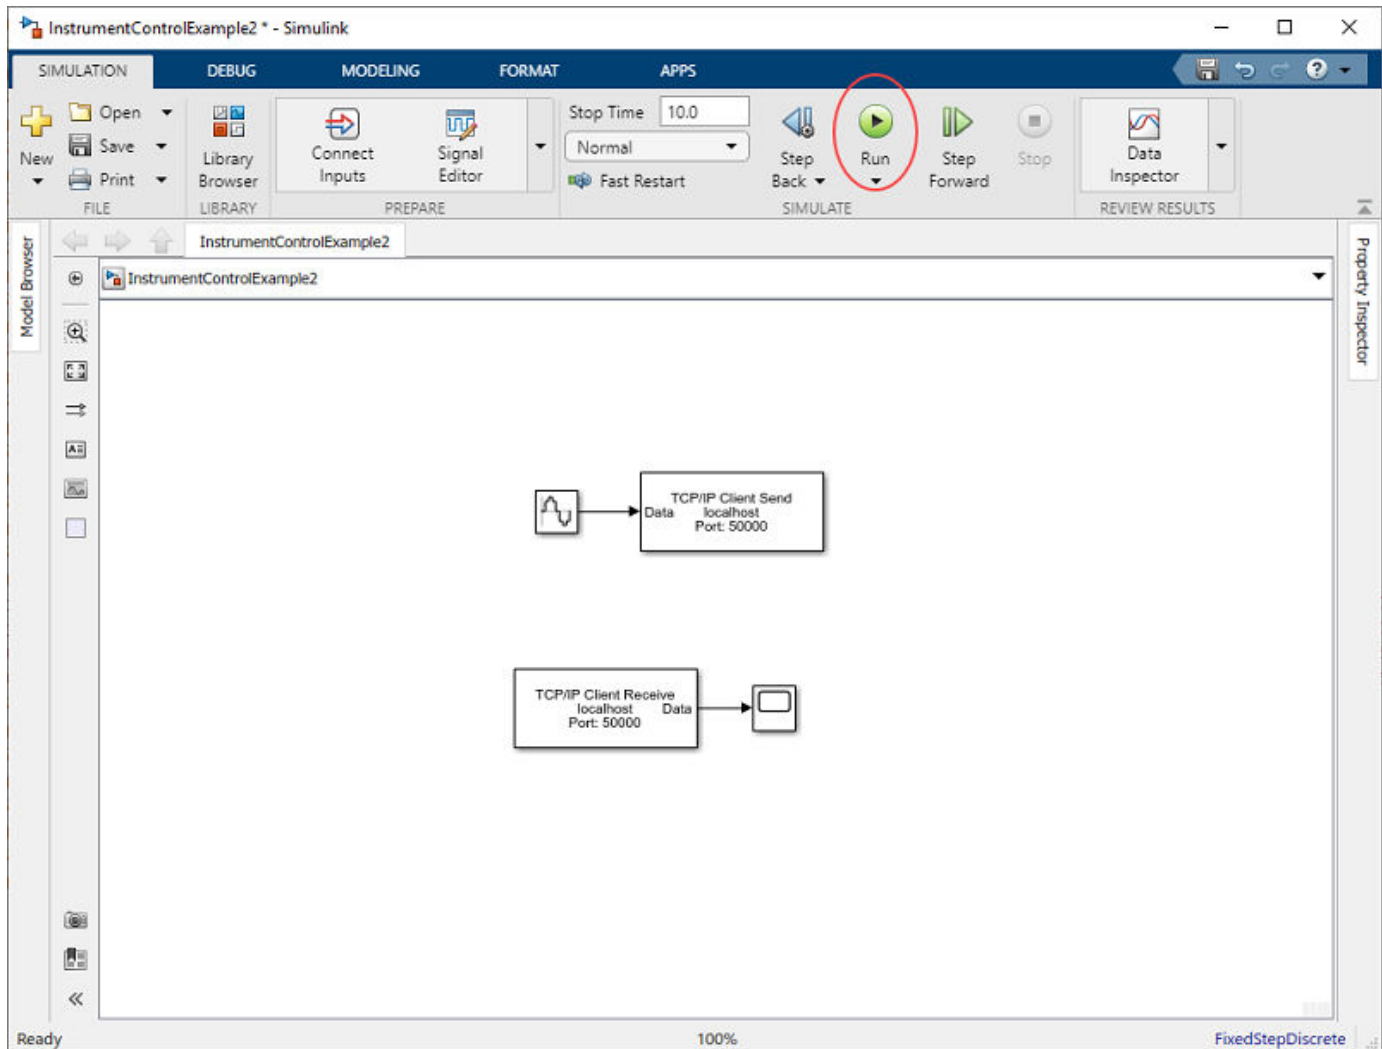 InstrumentControlExample2 * - Simulink
SIMULATION DEBUG MODELING FORMAT APPS
New
Open
Save
Print
FILE
Library
Browser
LIBRARY
Connect
Inputs
Signal
Editor
PREPARE
Stop Time 10.0
Normal
Fast Restart
Step
Back
Run
Step
Forward
Stop
SIMULATE
Data
Inspector
REVIEW RESULTS
Model Browser
InstrumentControlExample2
InstrumentControlExample2
Property Inspector
TCP/IP Client Send
Data localhost
Port: 50000
TCP/IP Client Receive
localhost Data
Port: 50000
Ready 100% FixedStepDiscrete